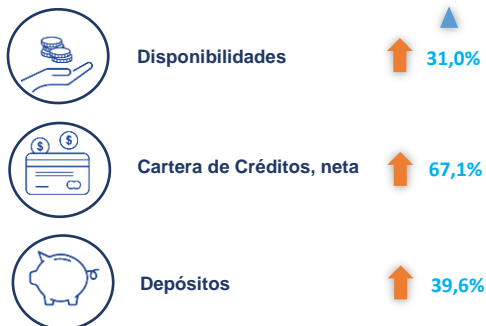 Disponibilidades 31,0%
$ $
Cartera de Créditos, neta 67,1%
Depósitos 39,6%